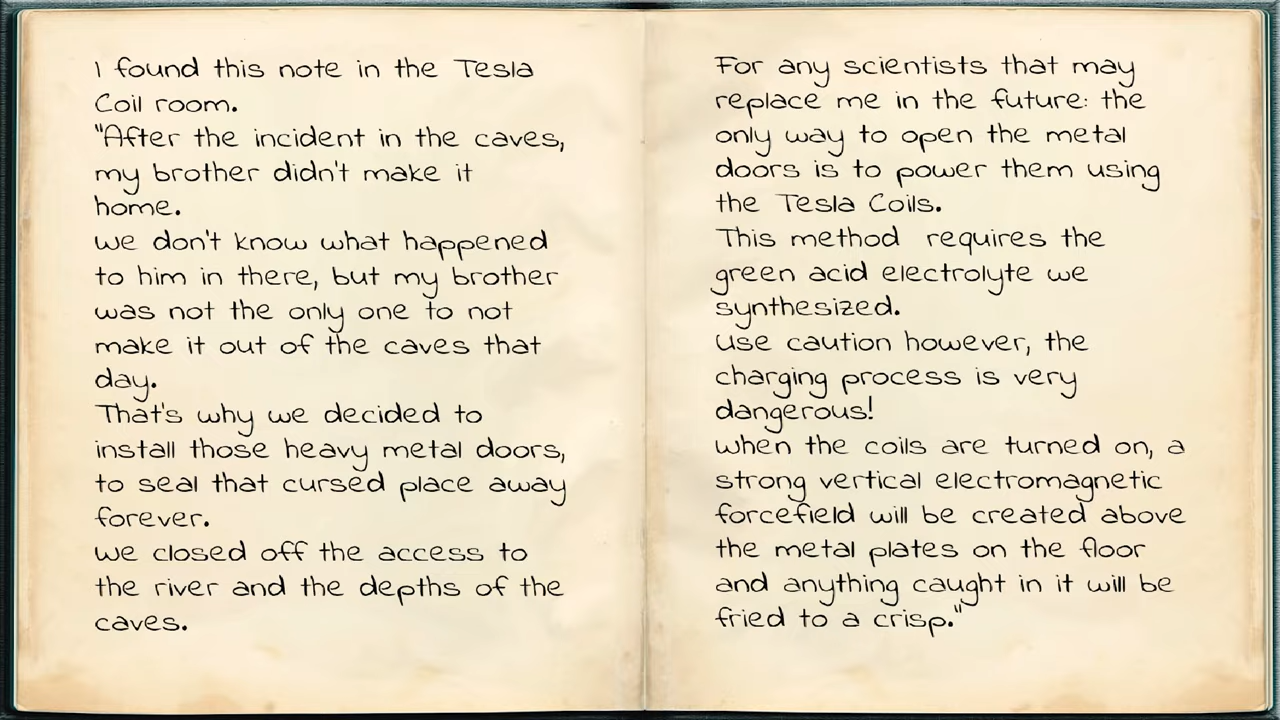 I found this note in the Tesla
Coil room.
"After the incident in the caves,
my brother didn't make it
home.
We don't know what happened
to him in there, but my brother
was not the only one to not
make it out of the caves that
day.
That's why we decided to
install those heavy metal doors,
to seal that cursed place away
forever.
We closed off the access to
the river and the depths of the
caves.
For any scientists that may
replace me in the future: the
only way to open the metal
doors is to power them using
the Tesla Coils.
This method requires the
green acid electrolyte we
synthesized.
Use caution however, the
charging process is very
dangerous!
When the coils are turned on, a
strong vertical electromagnetic
forcefield will be created above
the metal plates on the floor
and anything caught in it will be
fried to a crisp."